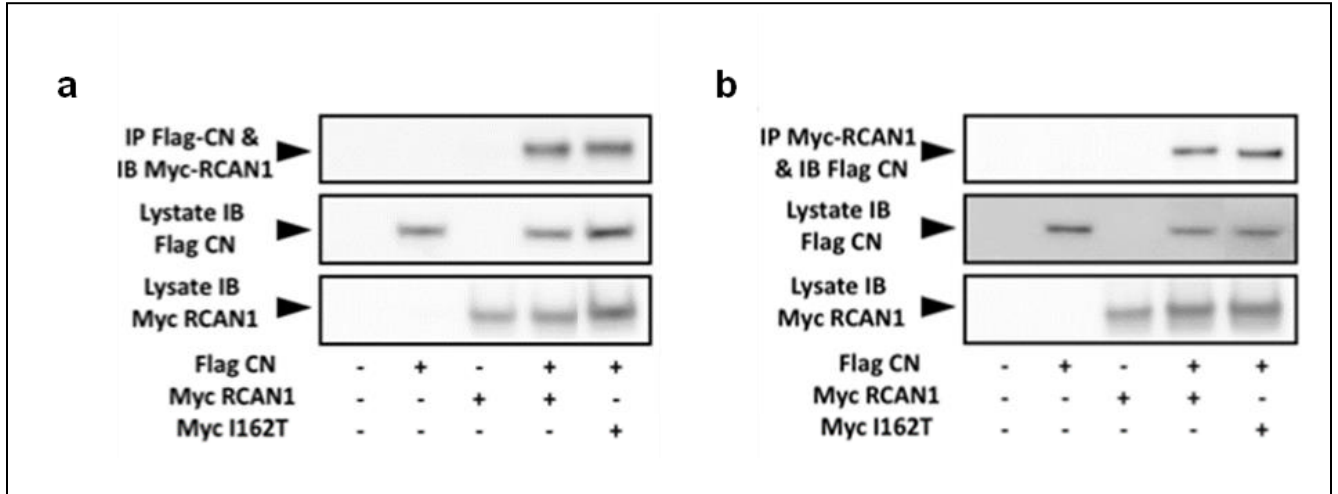 a
IP Flag-CN &
IB Myc-RCAN1
Lystate IB
Flag CN
Lysate IB
Myc RCAN1
Flag CN - + - + +
Myc RCAN1 - - + + -
Myc I162T - - - - +
b
IP Myc-RCAN1
& IB Flag CN
Lystate IB
Flag CN
Lysate IB
Myc RCAN1
Flag CN - + - + +
Myc RCAN1 - - + + -
Myc I162T - - - - +